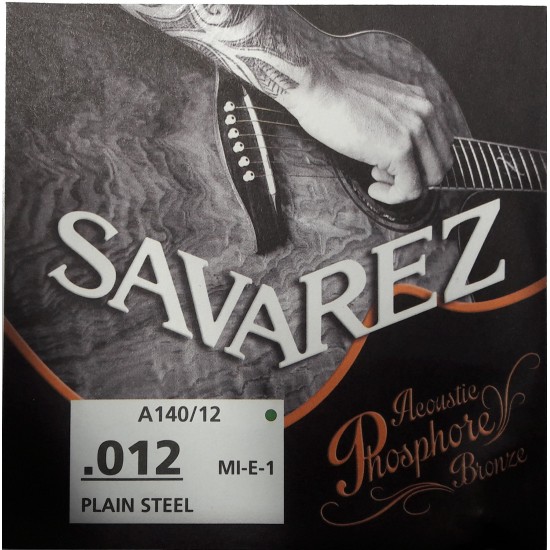 SAVAREZ
A140/12
.012 MI-E-1
PLAIN STEEL
Acoustic
Phosphore
Bronze